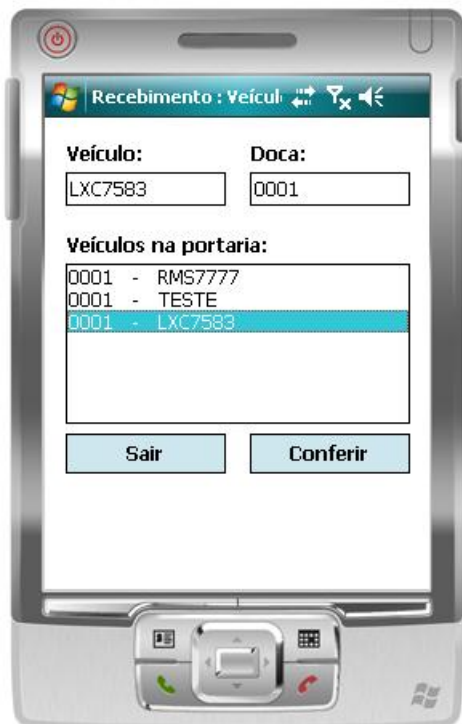 Recebimento : Veícul
Veículo: Doca:
LXC7583 0001
Veículos na portaria:
0001 - RMS7777
0001 - TESTE
0001 - LXC7583
Sair Conferir